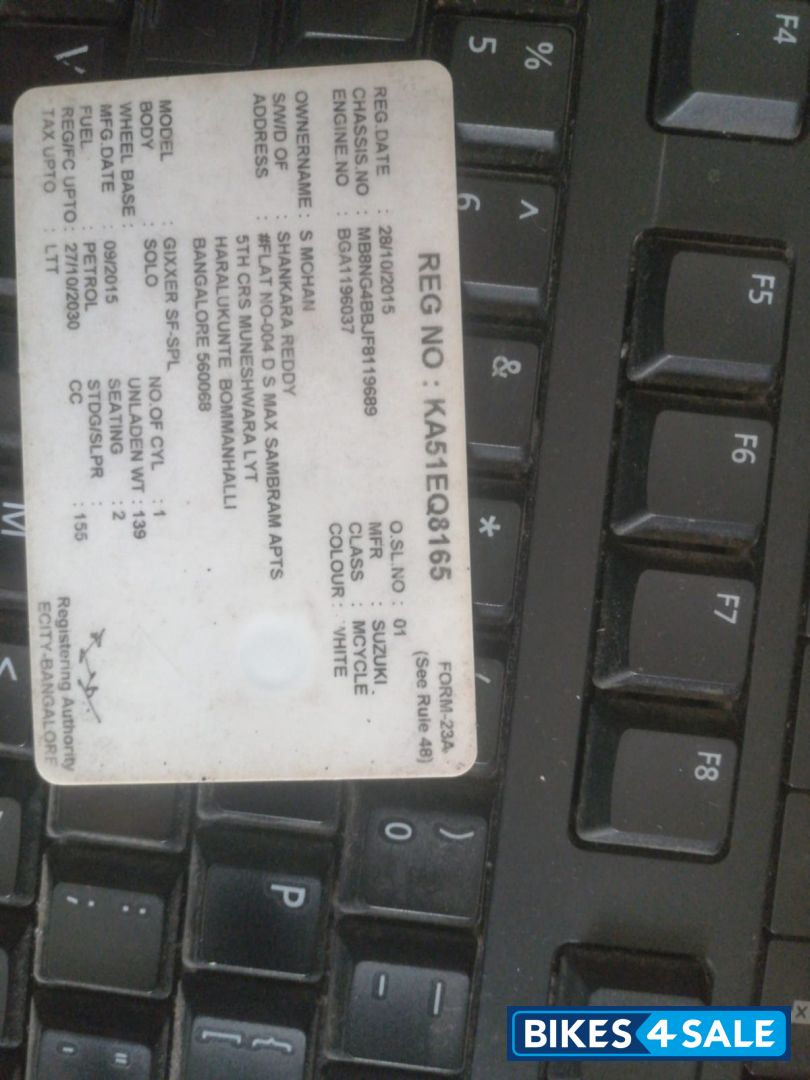 FORM-23A
(See Rule 48)
REG NO : KA51EQ8165
REG.DATE : 28/10/2015 O.SL.NO : 01
CHASSIS.NO : MB8NG4BBJF8119689 MFR : SUZUKI
ENGINE.NO : BGA1196037 CLASS : MCYCLE
COLOUR : WHITE
OWNERNAME : S MOHAN
S/W/D OF : SHANKARA REDDY
ADDRESS : #FLAT NO-004 D S MAX SAMBRAM APTS
5TH CRS MUNESHWARA LYT
HARALUKUNTE BOMMANHALLI
BANGALORE 560068
MODEL : GIXXER SF-SPL
BODY : SOLO NO.OF CYL : 1
WHEEL BASE : UNLADEN WT : 139
MFG.DATE : 09/2015 SEATING : 2
FUEL : PETROL STDG/SLPR :
REG/FC UPTO : 27/10/2030 CC : 155
TAX UPTO : LTT
Registering Authority
ECITY-BANGALORE
F4
F5
F6
F7
F8
%
5
^
6
&
*
)
0
_
-
P
{
[
:
;
"
'
M
<
BIKES4SALE